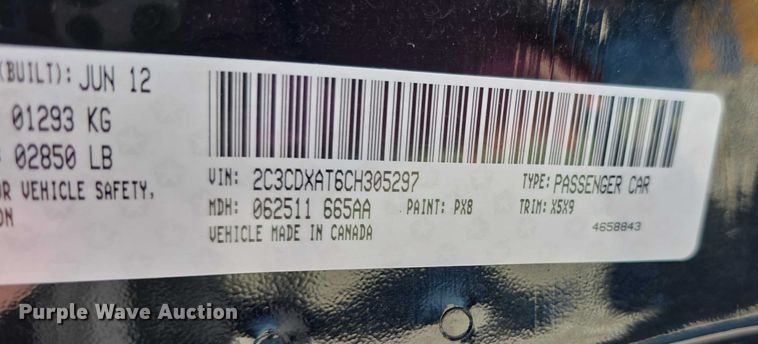 (BUILT): JUN 12
01293 KG
02850 LB
OR VEHICLE SAFETY,
ON
VIN: 2C3CDXAT6CH305297 TYPE: PASSENGER CAR
MDH: 062511 665AA PAINT: PX8 TRIM: X5X9
VEHICLE MADE IN CANADA 4658843
Purple Wave Auction